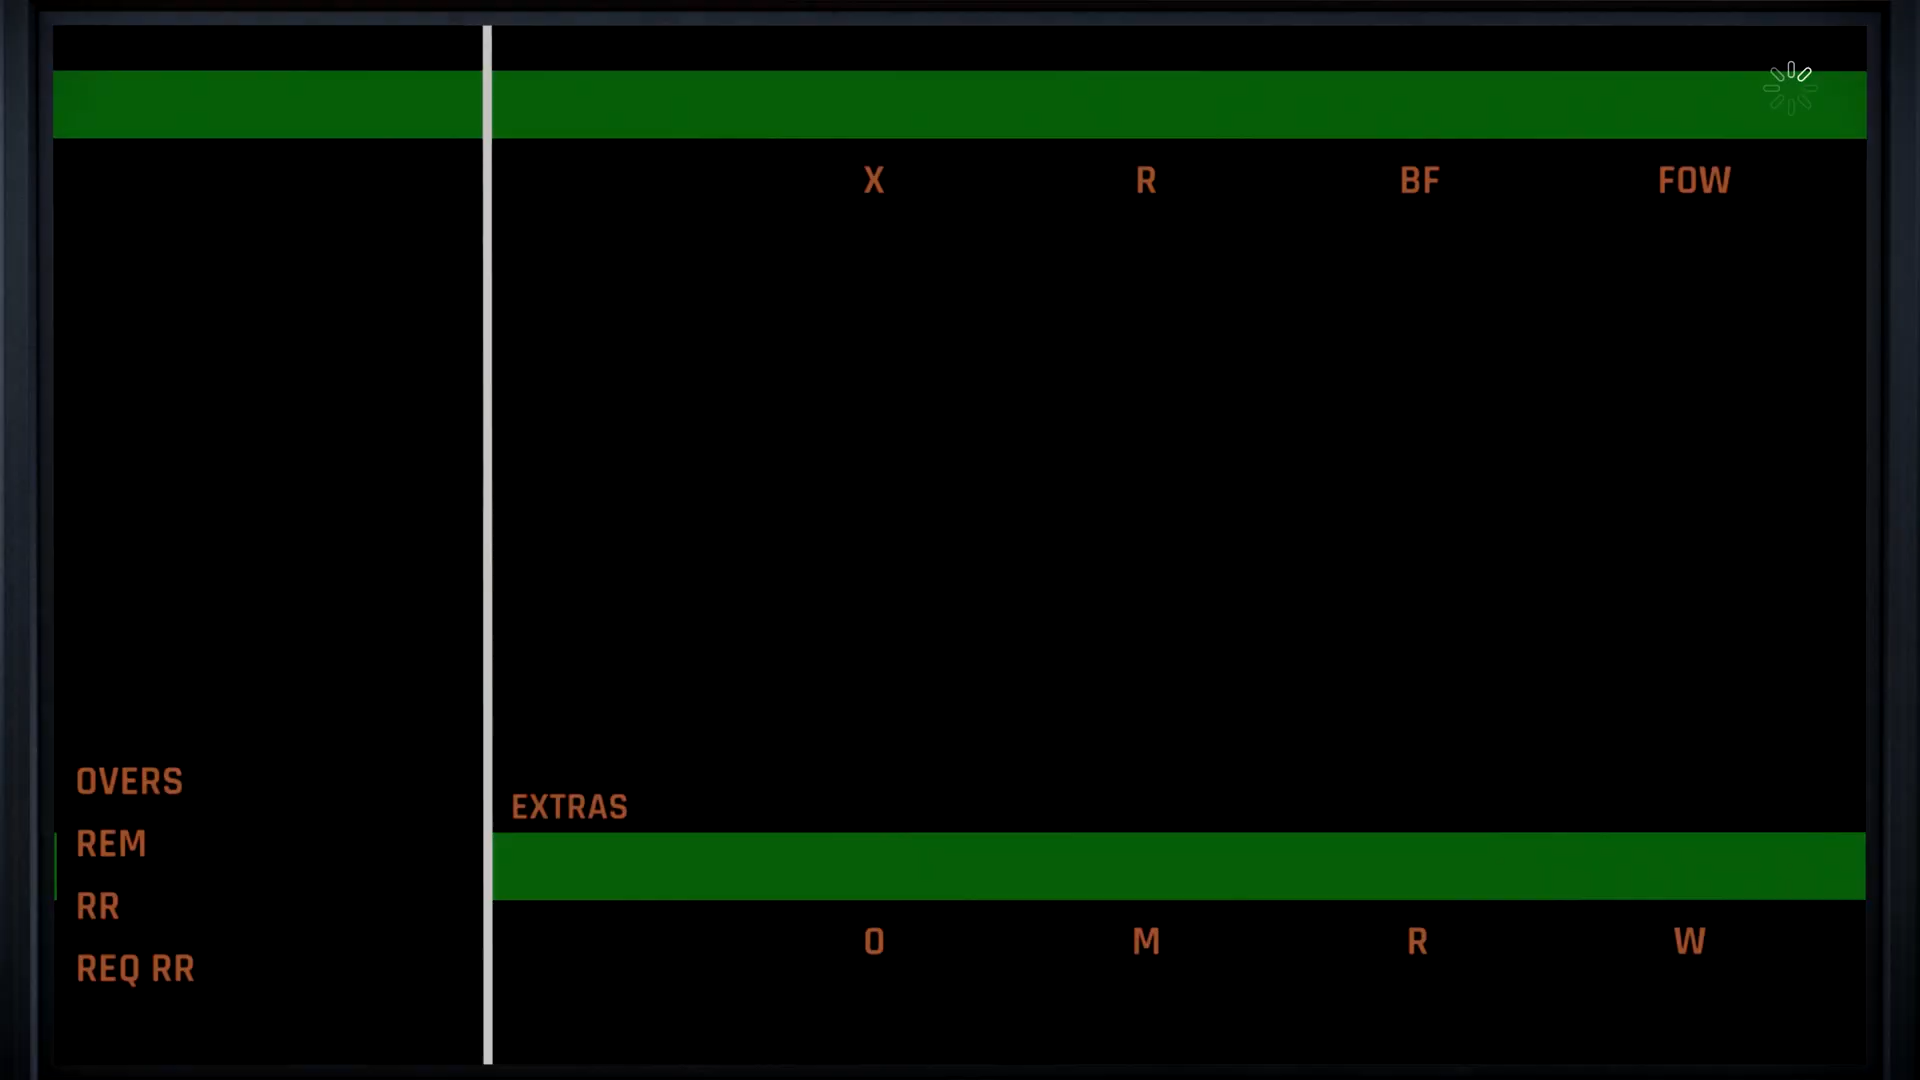 X R BF FOW
OVERS
REM
RR
REQ RR
EXTRAS
O M R W